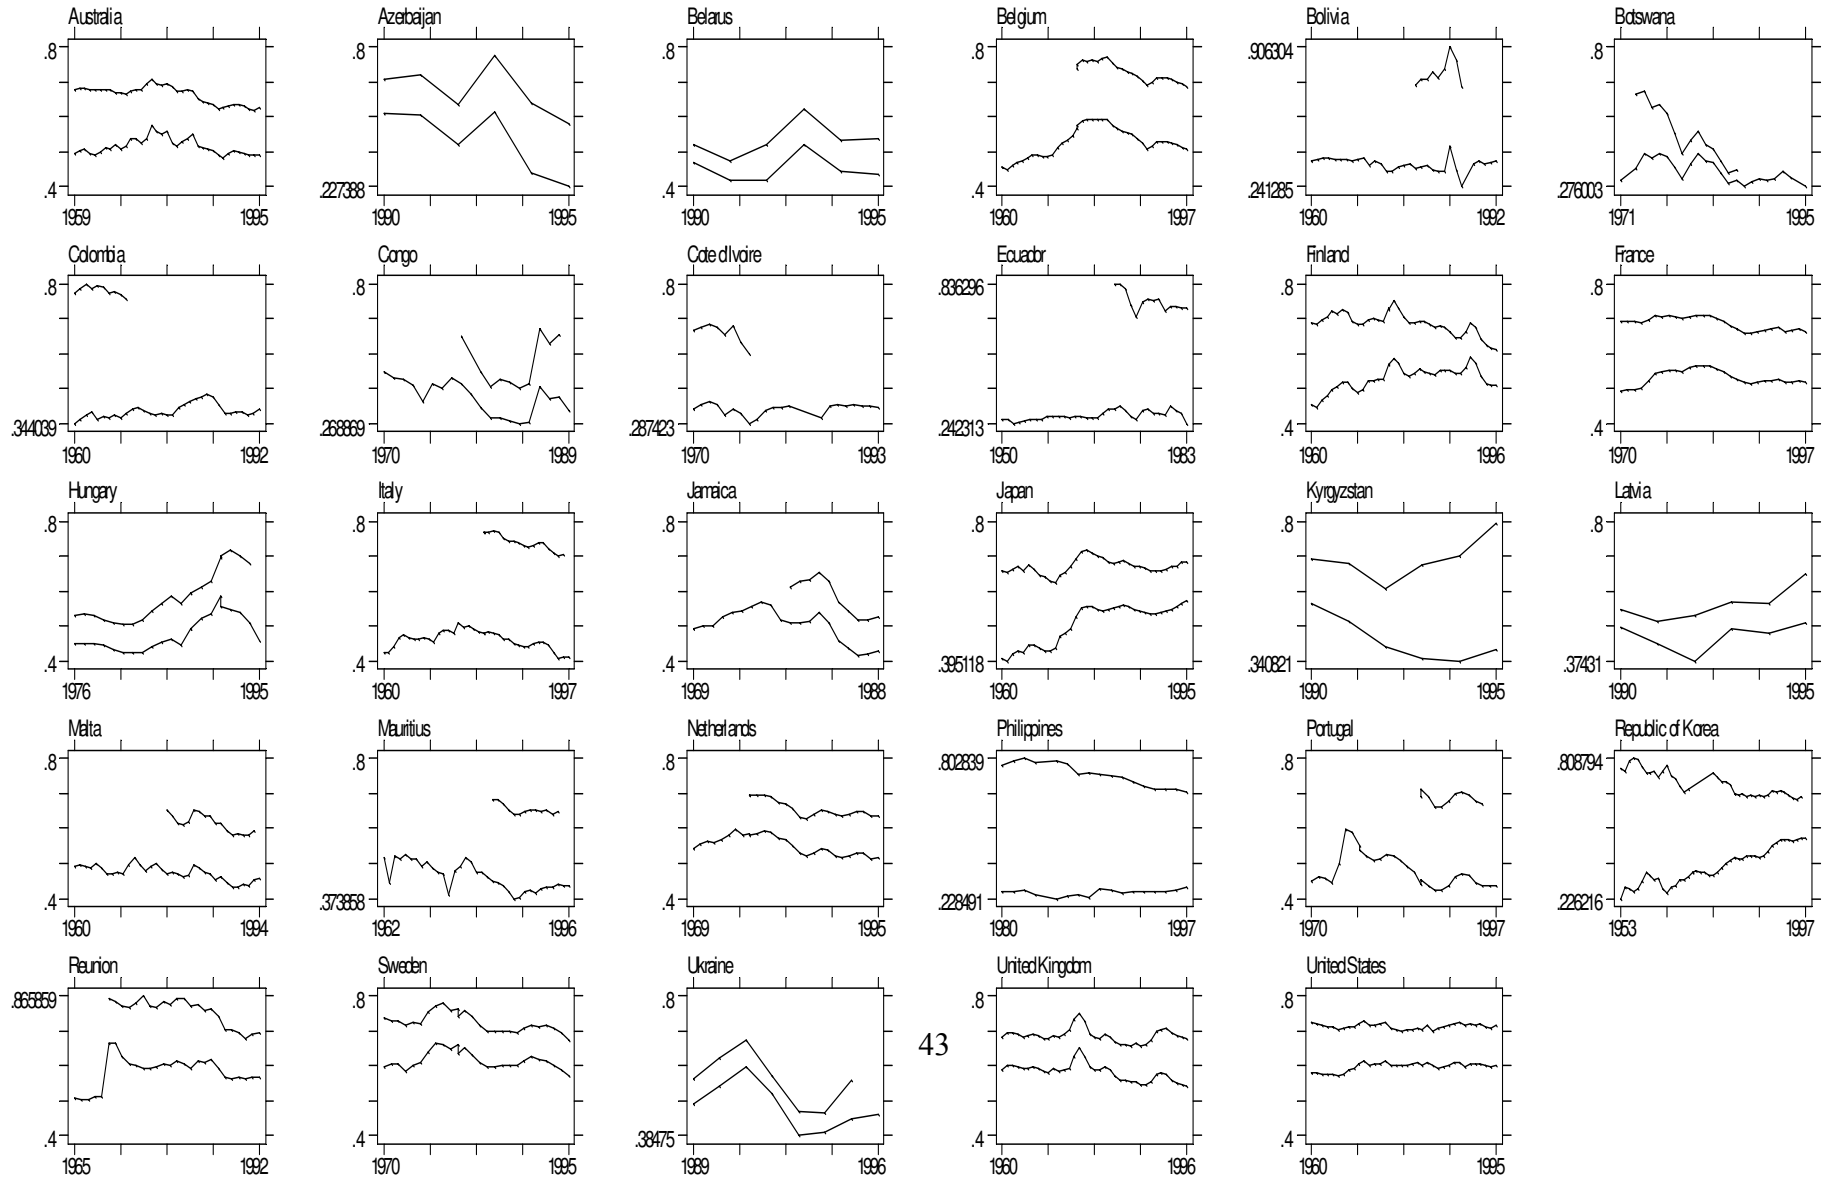 Australia Azerbaijan Belarus Belgium Bolivia Botswana
.8 .8 .8 .8 .906304 .8
.4 .227388 .4 .4 .241285 .276003
1959 1995 1990 1995 1990 1995 1960 1997 1960 1992 1971 1995
Colombia Congo Cote d'Ivoire Ecuador Finland France
.8 .8 .8 .836296 .8 .8
.344039 .268869 .287423 .242313 .4 .4
1960 1992 1970 1989 1970 1993 1950 1983 1960 1996 1970 1997
Hungary Italy Jamaica Japan Kyrgyzstan Latvia
.8 .8 .8 .8 .8 .8
.4 .4 .4 .395118 .340821 .37431
1976 1995 1960 1997 1969 1988 1960 1995 1990 1995 1990 1995
Malta Mauritius Netherlands Philippines Portugal Republic of Korea
.8 .8 .8 .802839 .8 .808794
.4 .373858 .4 .228491 .4 .226216
1960 1994 1952 1996 1969 1995 1980 1997 1970 1997 1953 1997
Reunion Sweden Ukraine United Kingdom United States
.865859 .8 .8 .8 .8
43
.4 .4 .38475 .4 .4
1965 1992 1970 1995 1989 1996 1960 1996 1960 1995